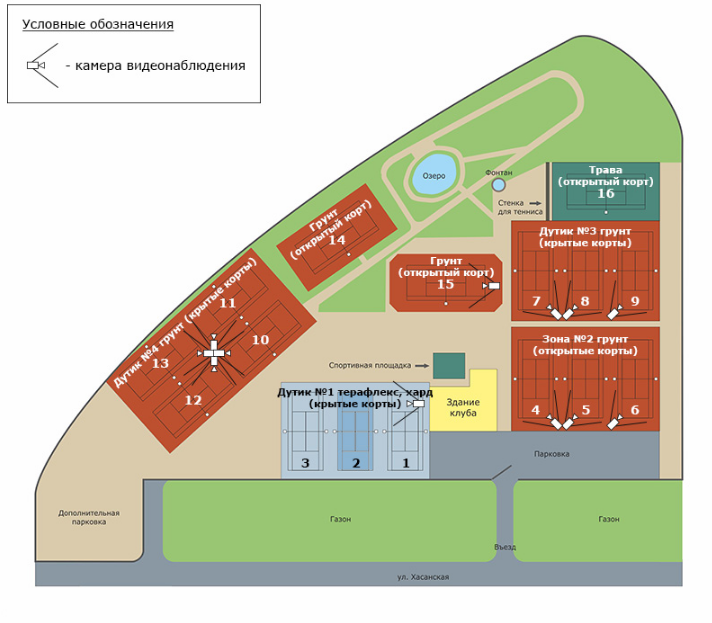 Условные обозначения
- камера видеонаблюдения
Озеро
Фонтан
Стенка
для тенниса
Трава
(открытый корт)
16
Грунт
(открытый корт)
14
Дутик №3 грунт
(крытые корты)
7
8
9
Грунт
(открытый корт)
15
Дутик №4 грунт (крытые корты)
11
10
13
12
Зона №2 грунт
(открытые корты)
4
5
6
Спортивная площадка
Дутик №1 терафлекс, хард
(крытые корты)
3
2
1
Здание
клуба
Парковка
Дополнительная
парковка
Газон
Газон
Въезд
ул. Хасанская